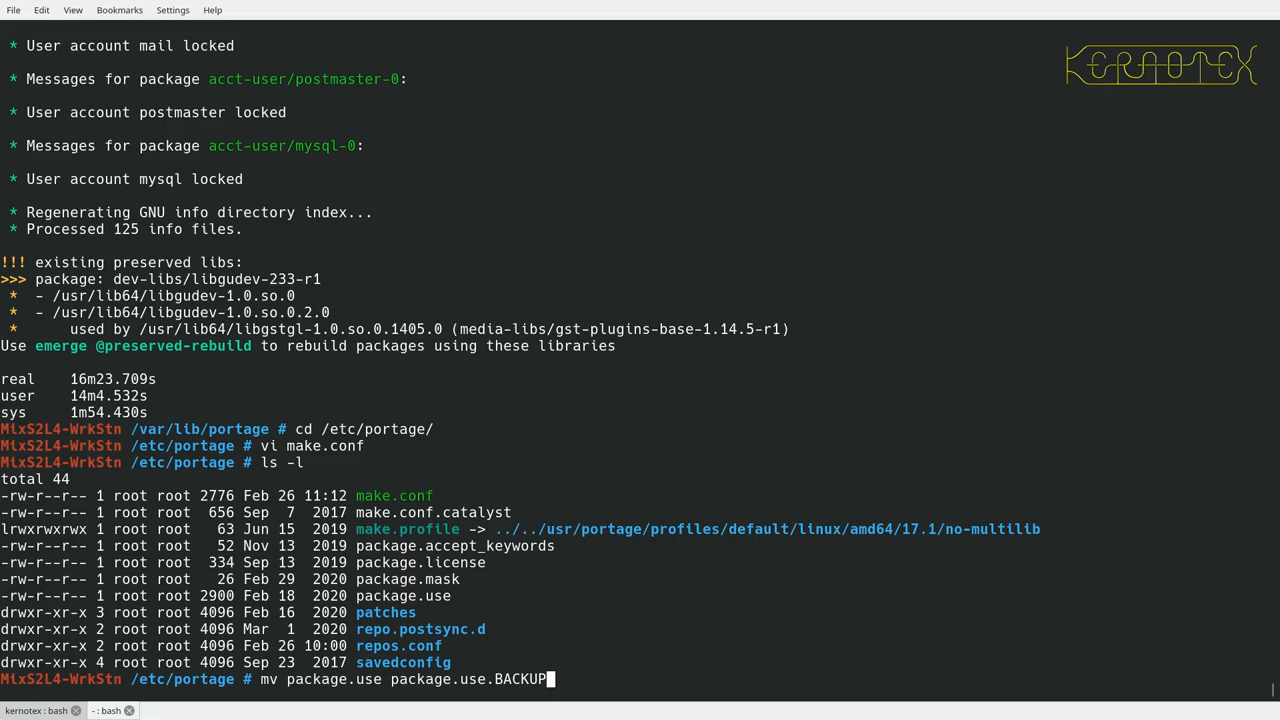 File Edit View Bookmarks Settings Help
KERNOTEX
* User account mail locked
* Messages for package acct-user/postmaster-0:
* User account postmaster locked
* Messages for package acct-user/mysql-0:
* User account mysql locked
* Regenerating GNU info directory index...
* Processed 125 info files.
!!! existing preserved libs:
>>> package: dev-libs/libgudev-233-r1
*  - /usr/lib64/libgudev-1.0.so.0
*  - /usr/lib64/libgudev-1.0.so.0.2.0
*      used by /usr/lib64/libgstgl-1.0.so.0.1405.0 (media-libs/gst-plugins-base-1.14.5-r1)
Use emerge @preserved-rebuild to rebuild packages using these libraries
real    16m23.709s
user    14m4.532s
sys     1m54.430s
MixS2L4-WrkStn /var/lib/portage # cd /etc/portage/
MixS2L4-WrkStn /etc/portage # vi make.conf
MixS2L4-WrkStn /etc/portage # ls -l
total 44
-rw-r--r-- 1 root root 2776 Feb 26 11:12 make.conf
-rw-r--r-- 1 root root  656 Sep  7  2017 make.conf.catalyst
lrwxrwxrwx 1 root root   63 Jun 15  2019 make.profile -> ../../usr/portage/profiles/default/linux/amd64/17.1/no-multilib
-rw-r--r-- 1 root root   52 Nov 13  2019 package.accept_keywords
-rw-r--r-- 1 root root  334 Sep 13  2019 package.license
-rw-r--r-- 1 root root   26 Feb 29  2020 package.mask
-rw-r--r-- 1 root root 2900 Feb 18  2020 package.use
drwxr-xr-x 3 root root 4096 Feb 16  2020 patches
drwxr-xr-x 2 root root 4096 Mar  1  2020 repo.postsync.d
drwxr-xr-x 2 root root 4096 Feb 26 10:00 repos.conf
drwxr-xr-x 4 root root 4096 Sep 23  2017 savedconfig
MixS2L4-WrkStn /etc/portage # mv package.use package.use.BACKUP
kernotex : bash - : bash